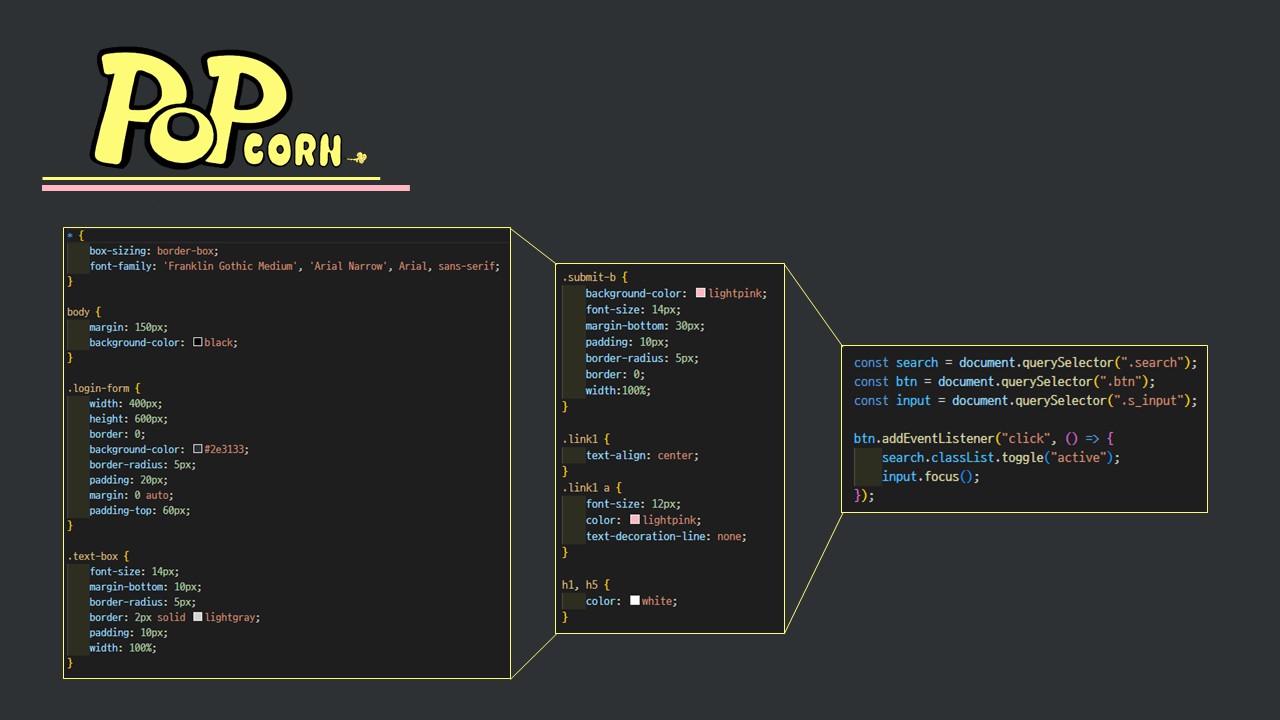 PoP CORN
* {
    box-sizing: border-box;
    font-family: 'Franklin Gothic Medium', 'Arial Narrow', Arial, sans-serif;
}
body {
    margin: 150px;
    background-color: black;
}
.login-form {
    width: 400px;
    height: 600px;
    border: 0;
    background-color: #2e3133;
    border-radius: 5px;
    padding: 20px;
    margin: 0 auto;
    padding-top: 60px;
}
.text-box {
    font-size: 14px;
    margin-bottom: 10px;
    border-radius: 5px;
    border: 2px solid lightgray;
    padding: 10px;
    width: 100%;
}
.submit-b {
    background-color: lightpink;
    font-size: 14px;
    margin-bottom: 30px;
    padding: 10px;
    border-radius: 5px;
    border: 0;
    width:100%;
}
.link1 {
    text-align: center;
}
.link1 a {
    font-size: 12px;
    color: lightpink;
    text-decoration-line: none;
}
h1, h5 {
    color: white;
}
const search = document.querySelector(".search");
const btn = document.querySelector(".btn");
const input = document.querySelector(".s_input");
btn.addEventListener("click", () => {
    search.classList.toggle("active");
    input.focus();
});